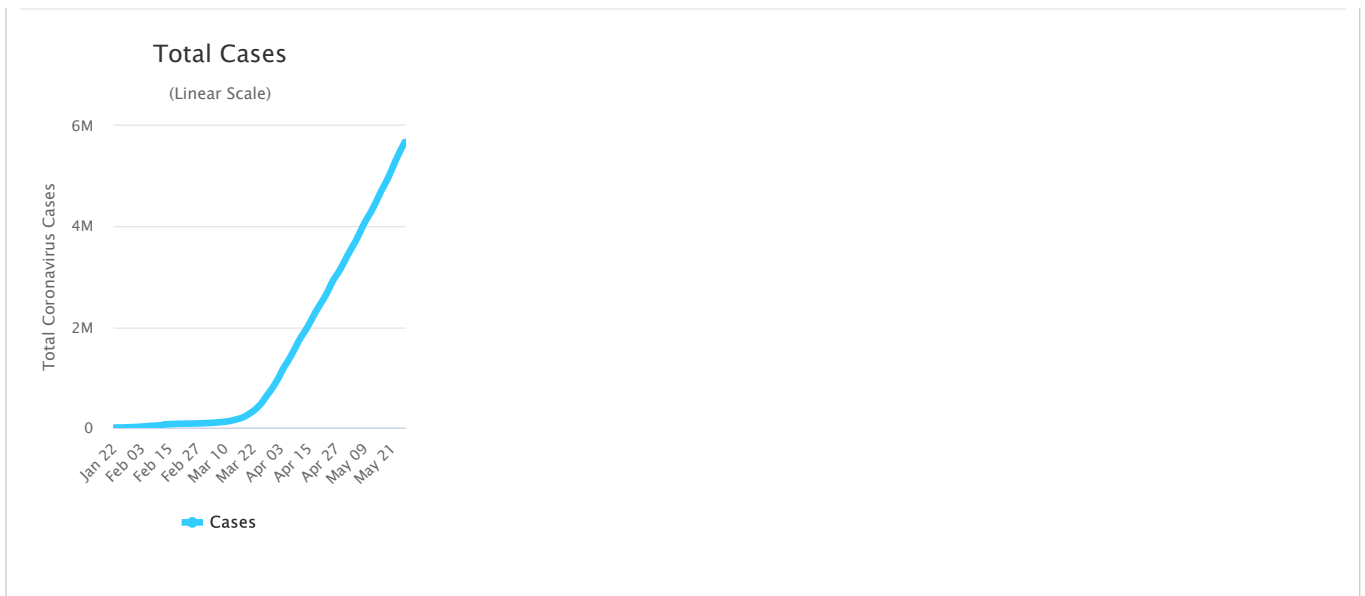 Total Cases
(Linear Scale)
Total Coronavirus Cases
6M
4M
2M
0
Jan 22
Feb 03
Feb 15
Feb 27
Mar 10
Mar 22
Apr 03
Apr 15
Apr 27
May 09
May 21
Cases